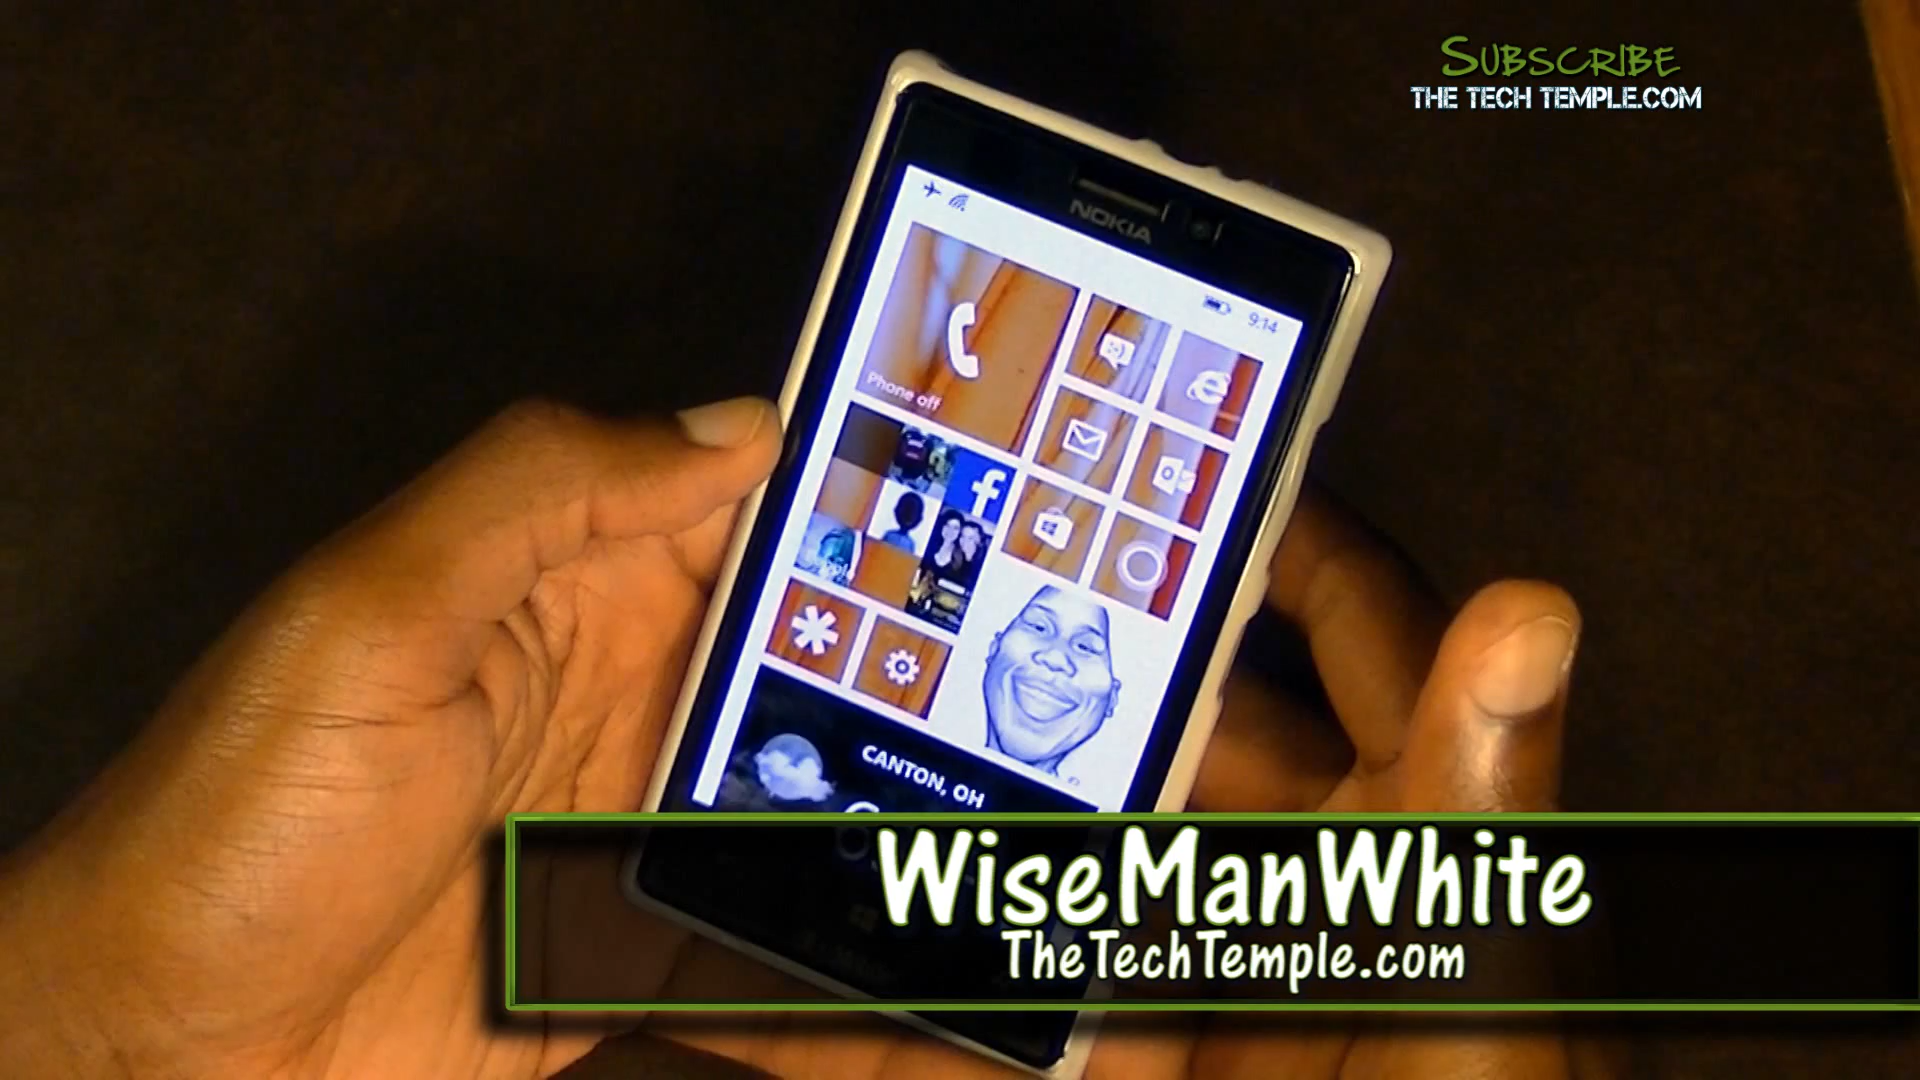 Subscribe
THE TECH TEMPLE.COM
NOKIA
9:14
Phone off
CANTON, OH
WiseManWhite
TheTechTemple.com